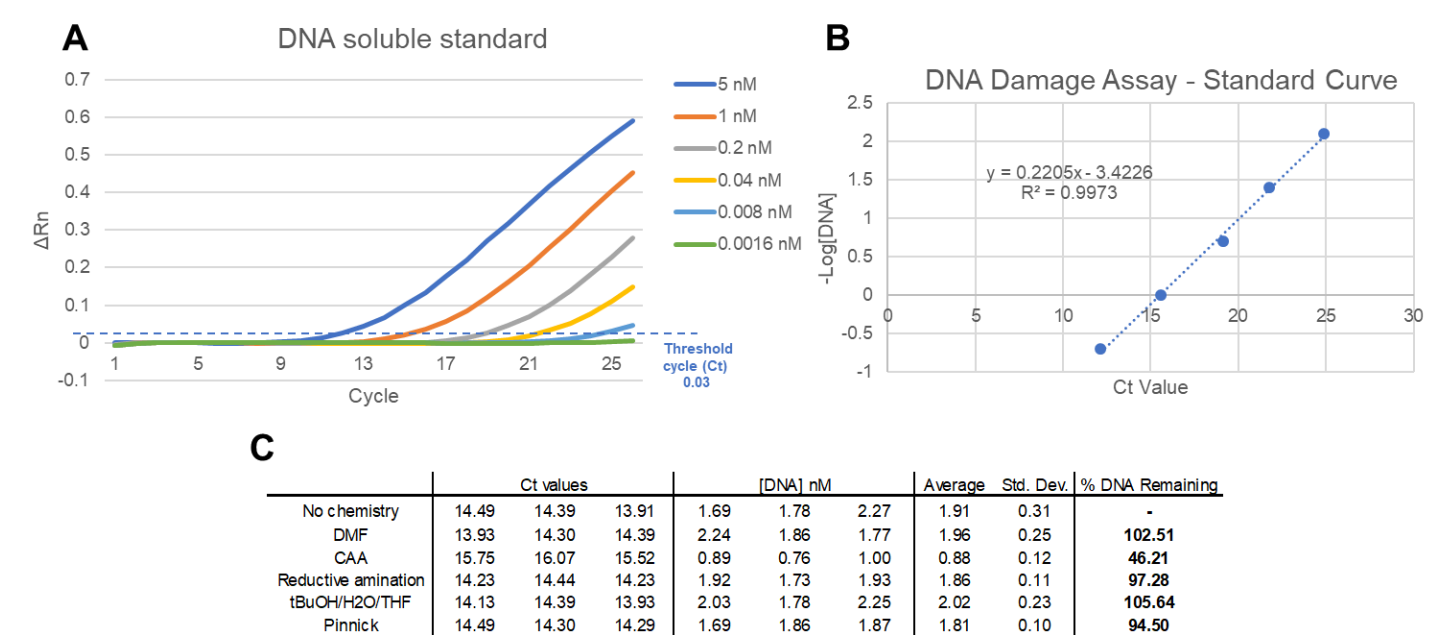 A
DNA soluble standard
0.7
0.6
0.5
0.4
0.3
0.2
0.1
0
-0.1
ΔRn
1 5 9 13 17 21 25
Cycle
5 nM
1 nM
0.2 nM
0.04 nM
0.008 nM
0.0016 nM
Threshold
cycle (Ct)
0.03
B
DNA Damage Assay - Standard Curve
2.5
2
1.5
1
0.5
0
-0.5
-1
-Log[DNA]
y = 0.2205x - 3.4226
R² = 0.9973
0 5 10 15 20 25 30
Ct Value
C
Ct values [DNA] nM Average Std. Dev. % DNA Remaining
No chemistry 14.49 14.39 13.91 1.69 1.78 2.27 1.91 0.31 -
DMF 13.93 14.30 14.39 2.24 1.86 1.77 1.96 0.25 102.51
CAA 15.75 16.07 15.52 0.89 0.76 1.00 0.88 0.12 46.21
Reductive amination 14.23 14.44 14.23 1.92 1.73 1.93 1.86 0.11 97.28
tBuOH/H2O/THF 14.13 14.39 13.93 2.03 1.78 2.25 2.02 0.23 105.64
Pinnick 14.49 14.30 14.29 1.69 1.86 1.87 1.81 0.10 94.50